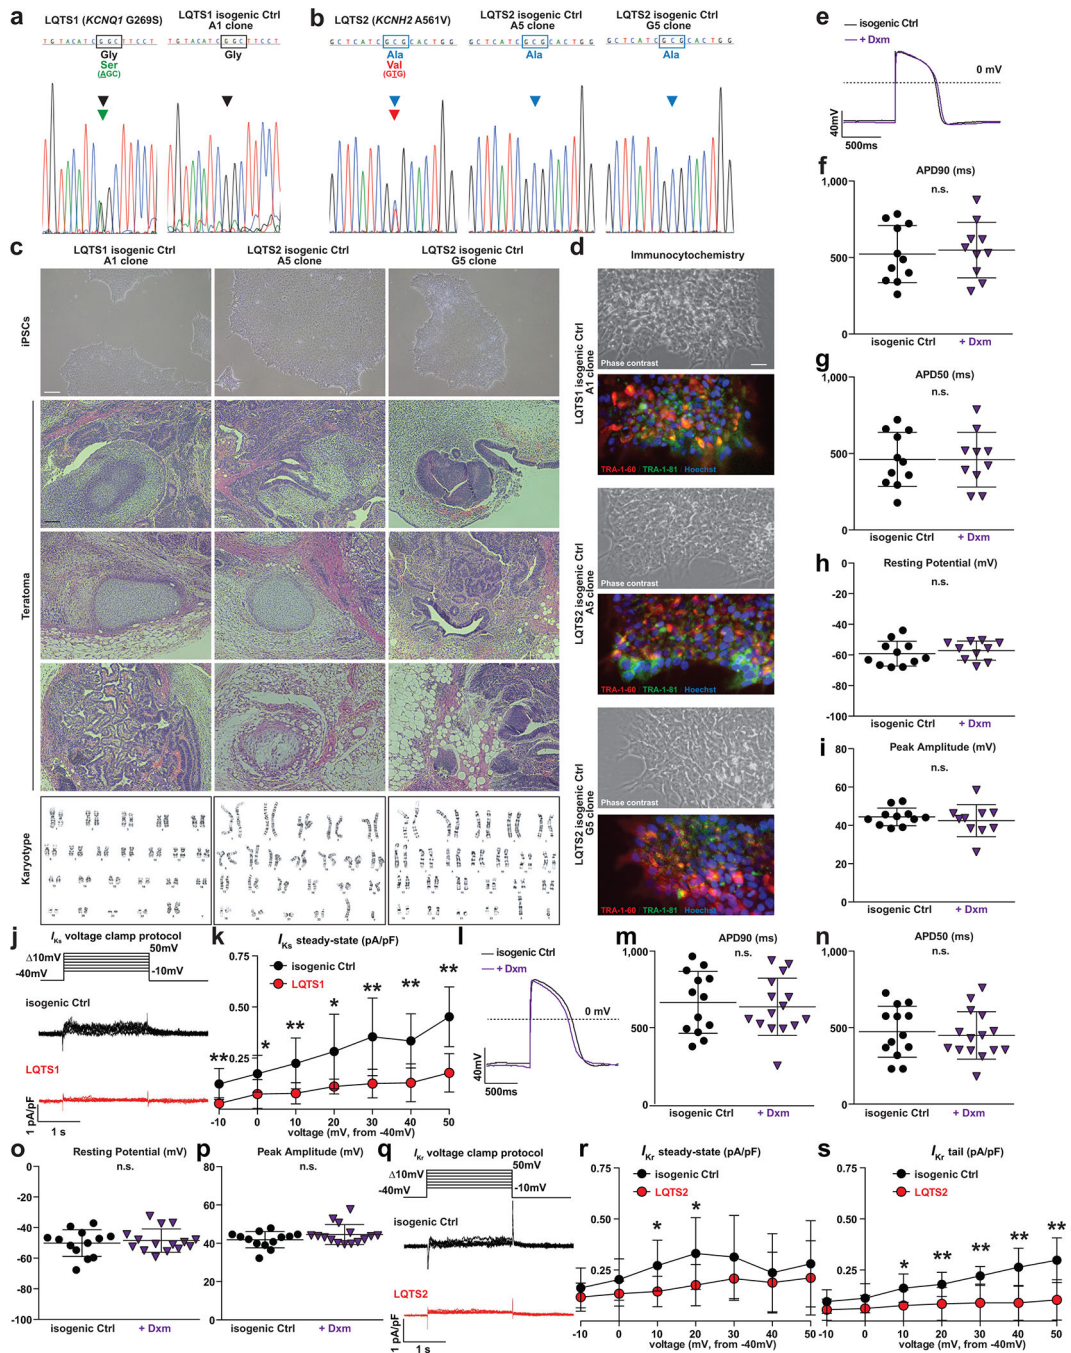 a
LQTS1 (KCNQ1 G269S)
TGTACATCGGCTTCCT
Gly
Ser
(AGC)
LQTS1 isogenic Ctrl
A1 clone
TGTACATCGGCTTCCT
Gly
b
LQTS2 (KCNH2 A561V)
GCTCATCGCGCACTGG
Ala
Val
(GTG)
LQTS2 isogenic Ctrl
A5 clone
GCTCATCGCGCACTGG
Ala
LQTS2 isogenic Ctrl
G5 clone
GCTCATCGCGCACTGG
Ala
c
LQTS1 isogenic Ctrl
A1 clone
LQTS2 isogenic Ctrl
A5 clone
LQTS2 isogenic Ctrl
G5 clone
iPSCs
Teratoma
Karyotype
d
Immunocytochemistry
LQTS1 isogenic Ctrl
A1 clone
Phase contrast
TRA-1-60 TRA-1-81 Hoechst
LQTS2 isogenic Ctrl
A5 clone
Phase contrast
TRA-1-60 TRA-1-81 Hoechst
LQTS2 isogenic Ctrl
G5 clone
Phase contrast
TRA-1-60 TRA-1-81 Hoechst
e
isogenic Ctrl
+ Dxm
0 mV
40mV
500ms
f
APD90 (ms)
n.s.
1,000
500
0
isogenic Ctrl
+ Dxm
g
APD50 (ms)
n.s.
1,000
500
0
isogenic Ctrl
+ Dxm
h
Resting Potential (mV)
n.s.
0
-20
-40
-60
-80
-100
isogenic Ctrl
+ Dxm
i
Peak Amplitude (mV)
n.s.
80
60
40
20
0
isogenic Ctrl
+ Dxm
j
IKs voltage clamp protocol
50mV
Δ10mV
-40mV
-10mV
isogenic Ctrl
LQTS1
1 pA/pF
1 s
k
IKs steady-state (pA/pF)
isogenic Ctrl
LQTS1
0.75
0.5
0.25
0
** * ** * ** ** **
-10 0 10 20 30 40 50
voltage (mV, from -40mV)
l
isogenic Ctrl
+ Dxm
0 mV
40mV
500ms
m
APD90 (ms)
n.s.
1,000
500
0
isogenic Ctrl
+ Dxm
n
APD50 (ms)
n.s.
1,000
500
0
isogenic Ctrl
+ Dxm
o
Resting Potential (mV)
n.s.
0
-20
-40
-60
-80
-100
isogenic Ctrl
+ Dxm
p
Peak Amplitude (mV)
n.s.
80
60
40
20
0
isogenic Ctrl
+ Dxm
q
IKr voltage clamp protocol
50mV
Δ10mV
-40mV
-10mV
isogenic Ctrl
LQTS2
1 pA/pF
1 s
r
IKr steady-state (pA/pF)
isogenic Ctrl
LQTS2
0.75
0.5
0.25
0
* *
-10 0 10 20 30 40 50
voltage (mV, from -40mV)
s
IKr tail (pA/pF)
isogenic Ctrl
LQTS2
0.75
0.5
0.25
0
* ** ** ** **
-10 0 10 20 30 40 50
voltage (mV, from -40mV)